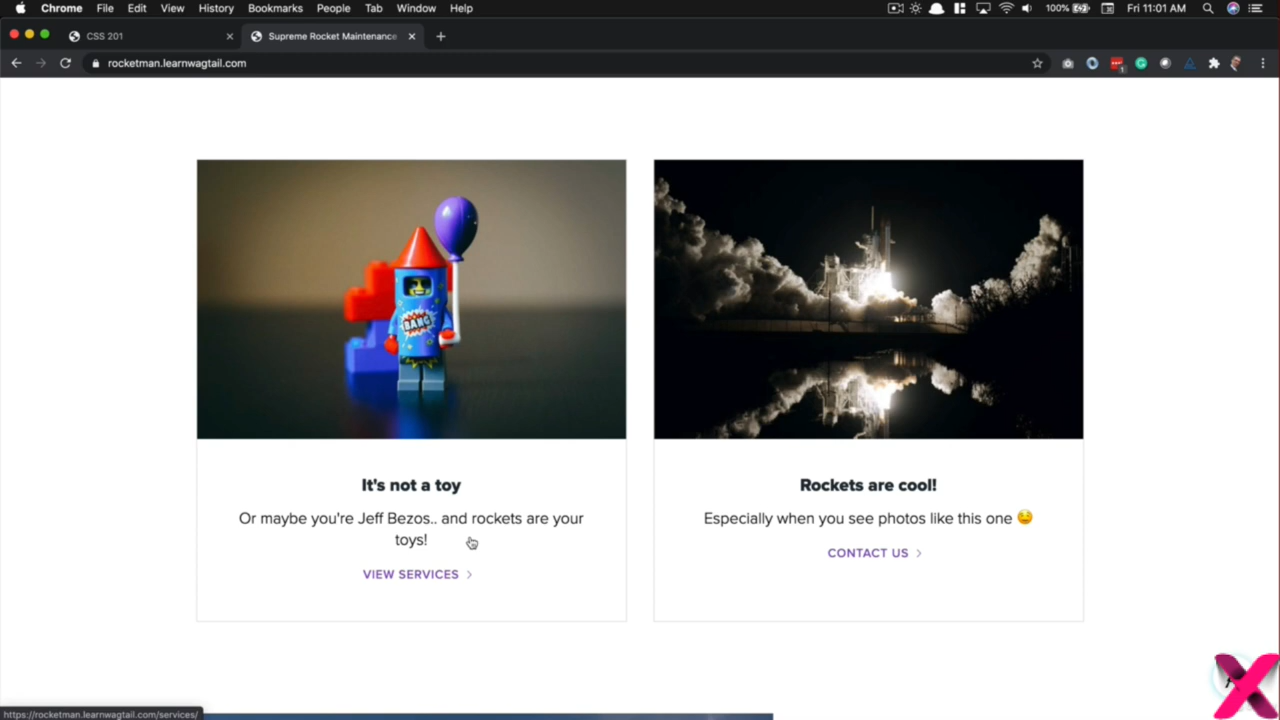 Chrome File Edit View History Bookmarks People Tab Window Help 100% Fri 11:01 AM
CSS 201 Supreme Rocket Maintenance
rocketman.learnwagtail.com
BANG
It's not a toy
Or maybe you're Jeff Bezos.. and rockets are your
toys!
VIEW SERVICES
Rockets are cool!
Especially when you see photos like this one
CONTACT US
https://rocketman.learnwagtail.com/services/